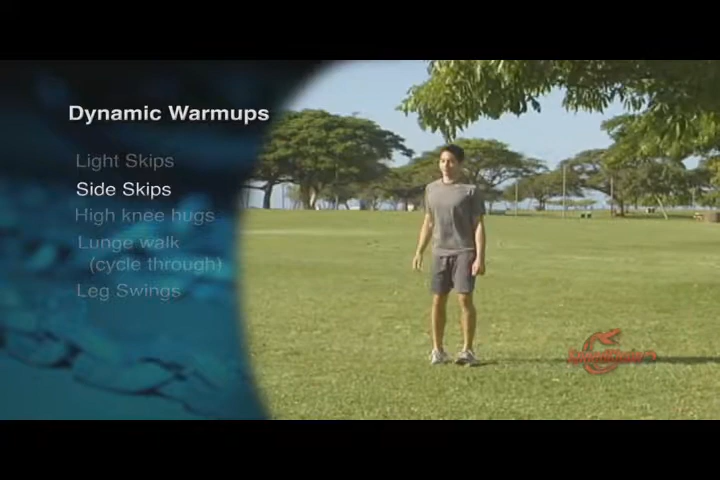 Dynamic Warmups
Light Skips
Side Skips
High knee hugs
Lunge walk
(cycle through)
Leg Swings